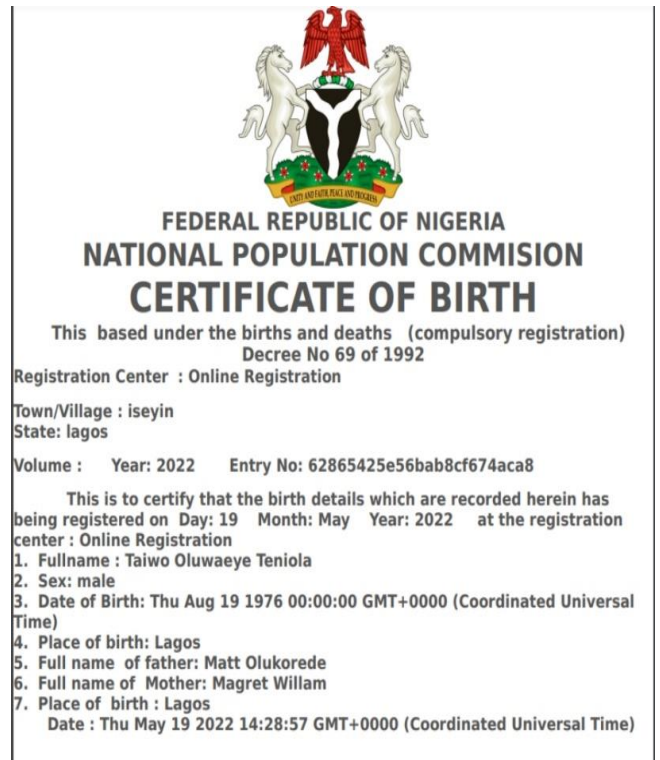 UNITY AND FAITH, PEACE AND PROGRESS
FEDERAL REPUBLIC OF NIGERIA
NATIONAL POPULATION COMMISION
CERTIFICATE OF BIRTH
This based under the births and deaths (compulsory registration)
Decree No 69 of 1992
Registration Center : Online Registration
Town/Village : iseyin
State: lagos
Volume : Year: 2022 Entry No: 62865425e56bab8cf674aca8
This is to certify that the birth details which are recorded herein has
being registered on Day: 19 Month: May Year: 2022 at the registration
center : Online Registration
1. Fullname : Taiwo Oluwaeye Teniola
2. Sex: male
3. Date of Birth: Thu Aug 19 1976 00:00:00 GMT+0000 (Coordinated Universal
Time)
4. Place of birth: Lagos
5. Full name of father: Matt Olukorede
6. Full name of Mother: Magret Willam
7. Place of birth : Lagos
Date : Thu May 19 2022 14:28:57 GMT+0000 (Coordinated Universal Time)